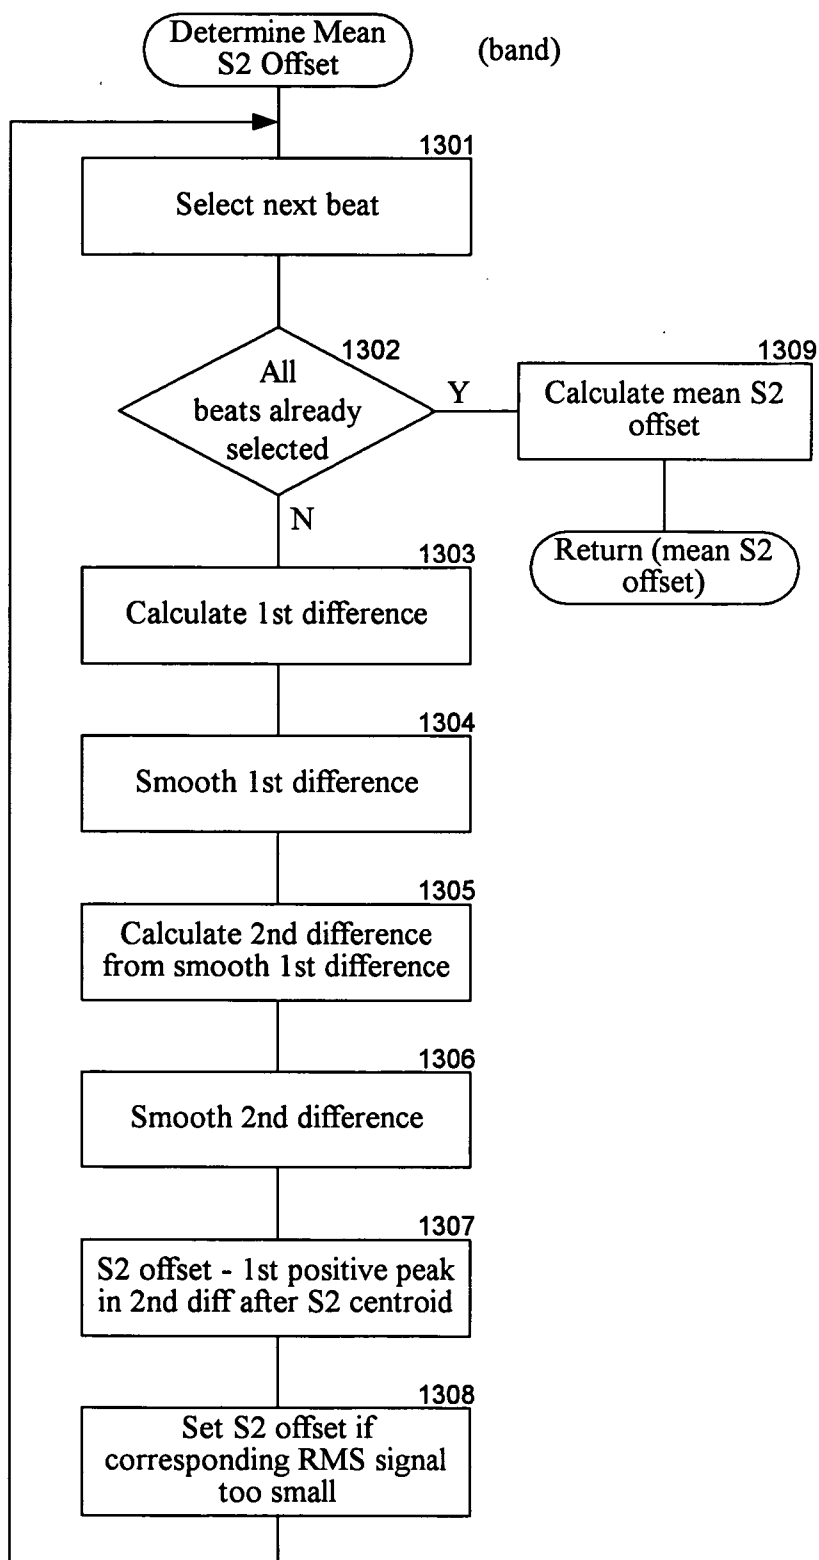 Determine Mean
S2 Offset
(band)
1301
Select next beat
1302
All
beats already
selected
Y
1309
Calculate mean S2
offset
Return (mean S2
offset)
N
1303
Calculate 1st difference
1304
Smooth 1st difference
1305
Calculate 2nd difference
from smooth 1st difference
1306
Smooth 2nd difference
1307
S2 offset - 1st positive peak
in 2nd diff after S2 centroid
1308
Set S2 offset if
corresponding RMS signal
too small